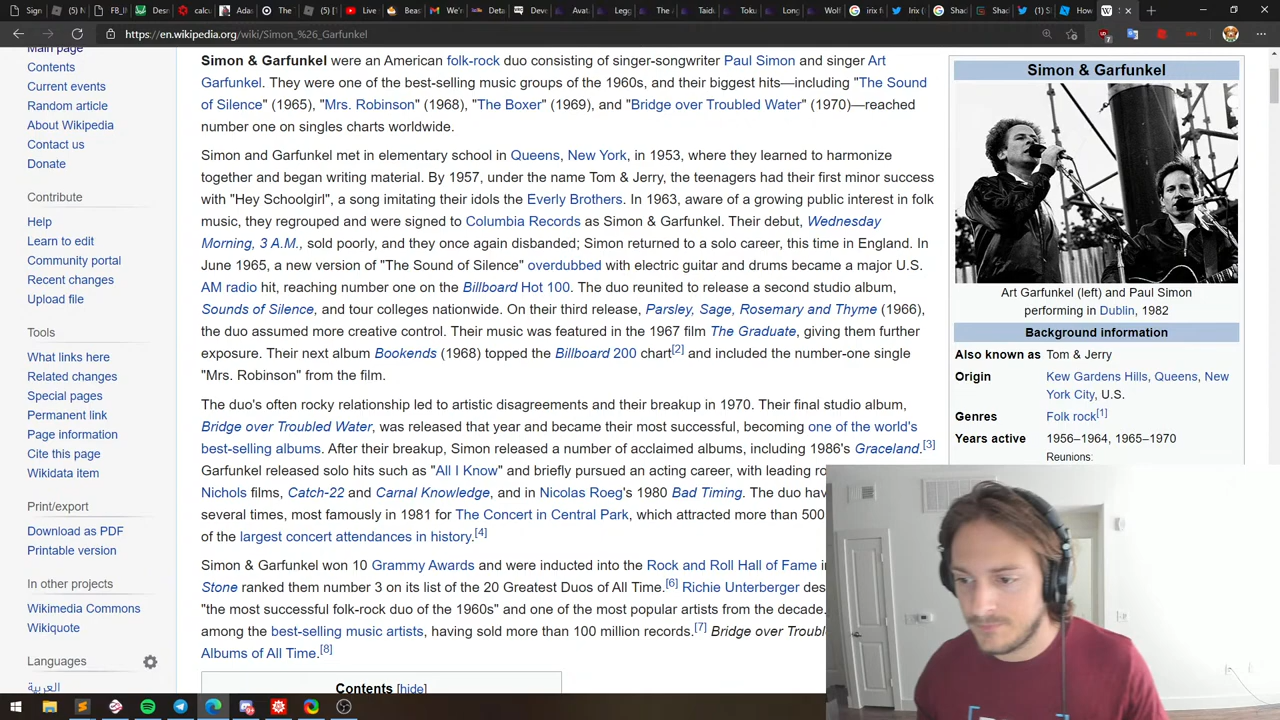 Sign
N
FB_II
Desi
calcu
Ama
N
Live
Beas
We'r
Deta
Dev
Avat
Legg
The
Taid
Toku
Long
Wolf
irix f
irix f
Shad
Shad
(1) S
How
https://en.wikipedia.org/wiki/Simon_%26_Garfunkel
Main page
Contents
Current events
Random article
About Wikipedia
Contact us
Donate
Contribute
Help
Learn to edit
Community portal
Recent changes
Upload file
Tools
What links here
Related changes
Special pages
Permanent link
Page information
Cite this page
Wikidata item
Print/export
Download as PDF
Printable version
In other projects
Wikimedia Commons
Wikiquote
Languages
العربية
Simon & Garfunkel were an American folk-rock duo consisting of singer-songwriter Paul Simon and singer Art
Garfunkel. They were one of the best-selling music groups of the 1960s, and their biggest hits—including "The Sound
of Silence" (1965), "Mrs. Robinson" (1968), "The Boxer" (1969), and "Bridge over Troubled Water" (1970)—reached
number one on singles charts worldwide.
Simon and Garfunkel met in elementary school in Queens, New York, in 1953, where they learned to harmonize
together and began writing material. By 1957, under the name Tom & Jerry, the teenagers had their first minor success
with "Hey Schoolgirl", a song imitating their idols the Everly Brothers. In 1963, aware of a growing public interest in folk
music, they regrouped and were signed to Columbia Records as Simon & Garfunkel. Their debut, Wednesday
Morning, 3 A.M., sold poorly, and they once again disbanded; Simon returned to a solo career, this time in England. In
June 1965, a new version of "The Sound of Silence" overdubbed with electric guitar and drums became a major U.S.
AM radio hit, reaching number one on the Billboard Hot 100. The duo reunited to release a second studio album,
Sounds of Silence, and tour colleges nationwide. On their third release, Parsley, Sage, Rosemary and Thyme (1966),
the duo assumed more creative control. Their music was featured in the 1967 film The Graduate, giving them further
exposure. Their next album Bookends (1968) topped the Billboard 200 chart[2] and included the number-one single
"Mrs. Robinson" from the film.
The duo's often rocky relationship led to artistic disagreements and their breakup in 1970. Their final studio album,
Bridge over Troubled Water, was released that year and became their most successful, becoming one of the world's
best-selling albums. After their breakup, Simon released a number of acclaimed albums, including 1986's Graceland.[3]
Garfunkel released solo hits such as "All I Know" and briefly pursued an acting career, with leading ro
Nichols films, Catch-22 and Carnal Knowledge, and in Nicolas Roeg's 1980 Bad Timing. The duo hav
several times, most famously in 1981 for The Concert in Central Park, which attracted more than 500
of the largest concert attendances in history.[4]
Simon & Garfunkel won 10 Grammy Awards and were inducted into the Rock and Roll Hall of Fame i
Stone ranked them number 3 on its list of the 20 Greatest Duos of All Time.[6] Richie Unterberger des
"the most successful folk-rock duo of the 1960s" and one of the most popular artists from the decade.
among the best-selling music artists, having sold more than 100 million records.[7] Bridge over Troubl
Albums of All Time.[8]
Contents [hide]
Simon & Garfunkel
Art Garfunkel (left) and Paul Simon
performing in Dublin, 1982
Background information
Also known as Tom & Jerry
Origin Kew Gardens Hills, Queens, New
York City, U.S.
Genres Folk rock[1]
Years active 1956–1964, 1965–1970
Reunions: